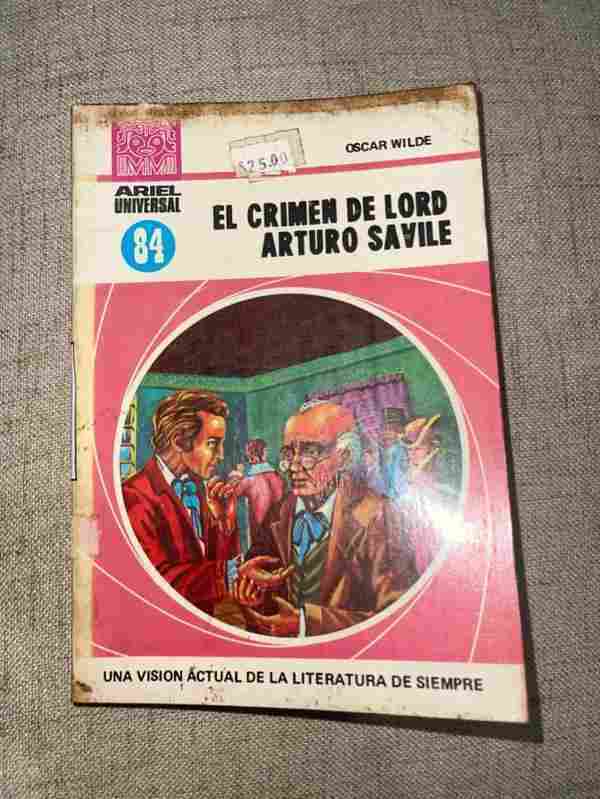 OSCAR WILDE
$25.00
ARIEL
UNIVERSAL
84
EL CRIMEN DE LORD
ARTURO SAVILE
UNA VISION ACTUAL DE LA LITERATURA DE SIEMPRE